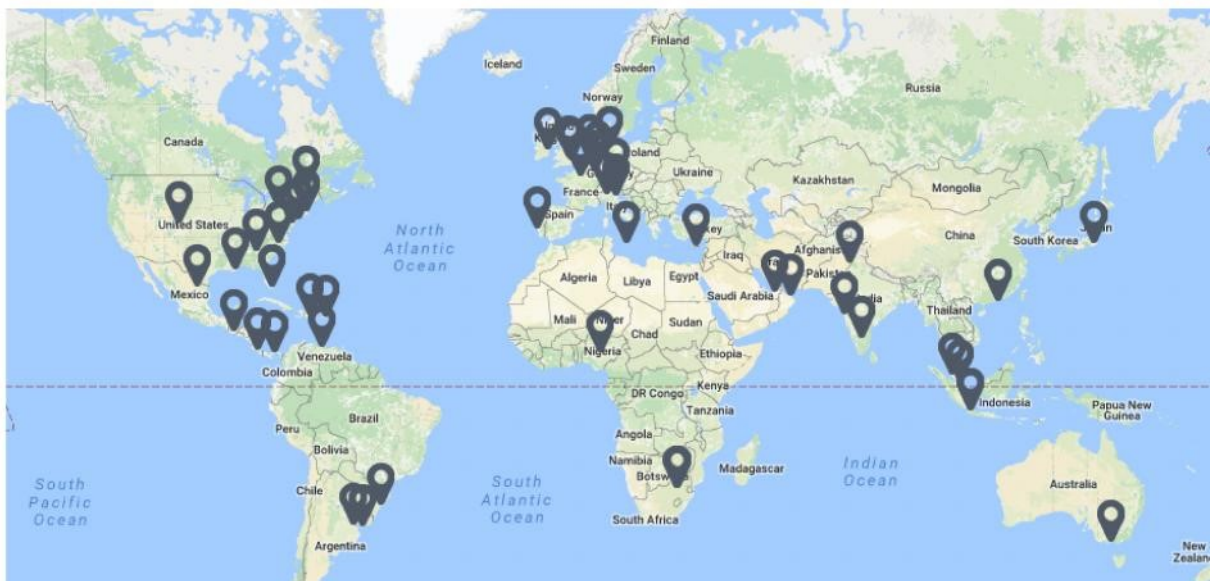 Iceland
Finland
Sweden
Russia
Norway
Canada
Ukraine
Kazakhstan
Mongolia
France
Spain
United States
North
Atlantic
Ocean
China
South Korea
Iraq
Algeria
Libya
Egypt
Saudi Arabia
Mexico
Mali
Chad
Sudan
Thailand
Nigeria
Ethiopia
Venezuela
Colombia
Kenya
DR Congo
Tanzania
Indonesia
Papua New
Guinea
Brazil
Peru
Bolivia
Angola
Namibia
Madagascar
Indian
Ocean
South
Pacific
Ocean
Chile
South
Atlantic
Ocean
Australia
South Africa
Argentina
New
Zealand